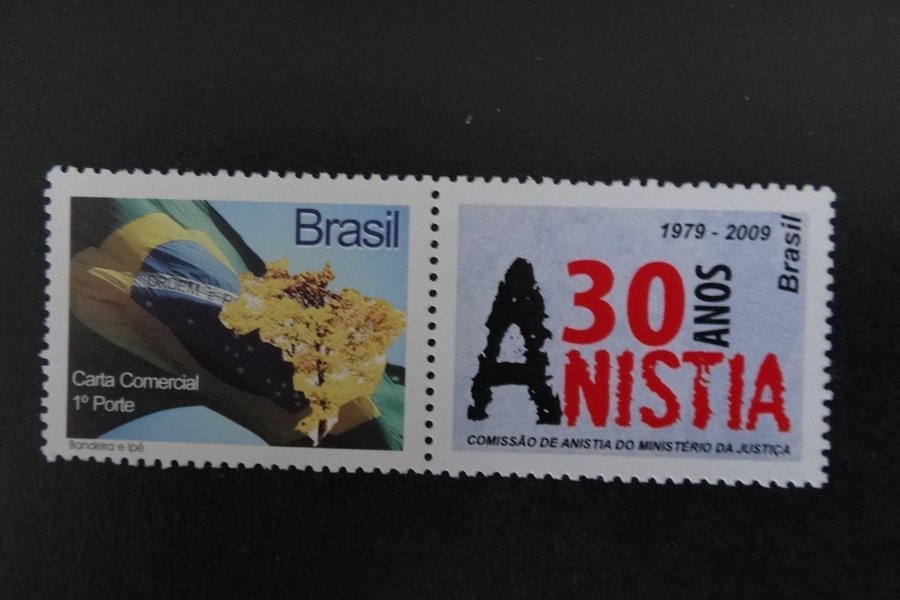 Brasil
ORDEM E P
Carta Comercial
1º Porte
Bandeira e Ipê
1979 - 2009
Brasil
30
ANOS
ANISTIA
COMISSÃO DE ANISTIA DO MINISTÉRIO DA JUSTIÇA